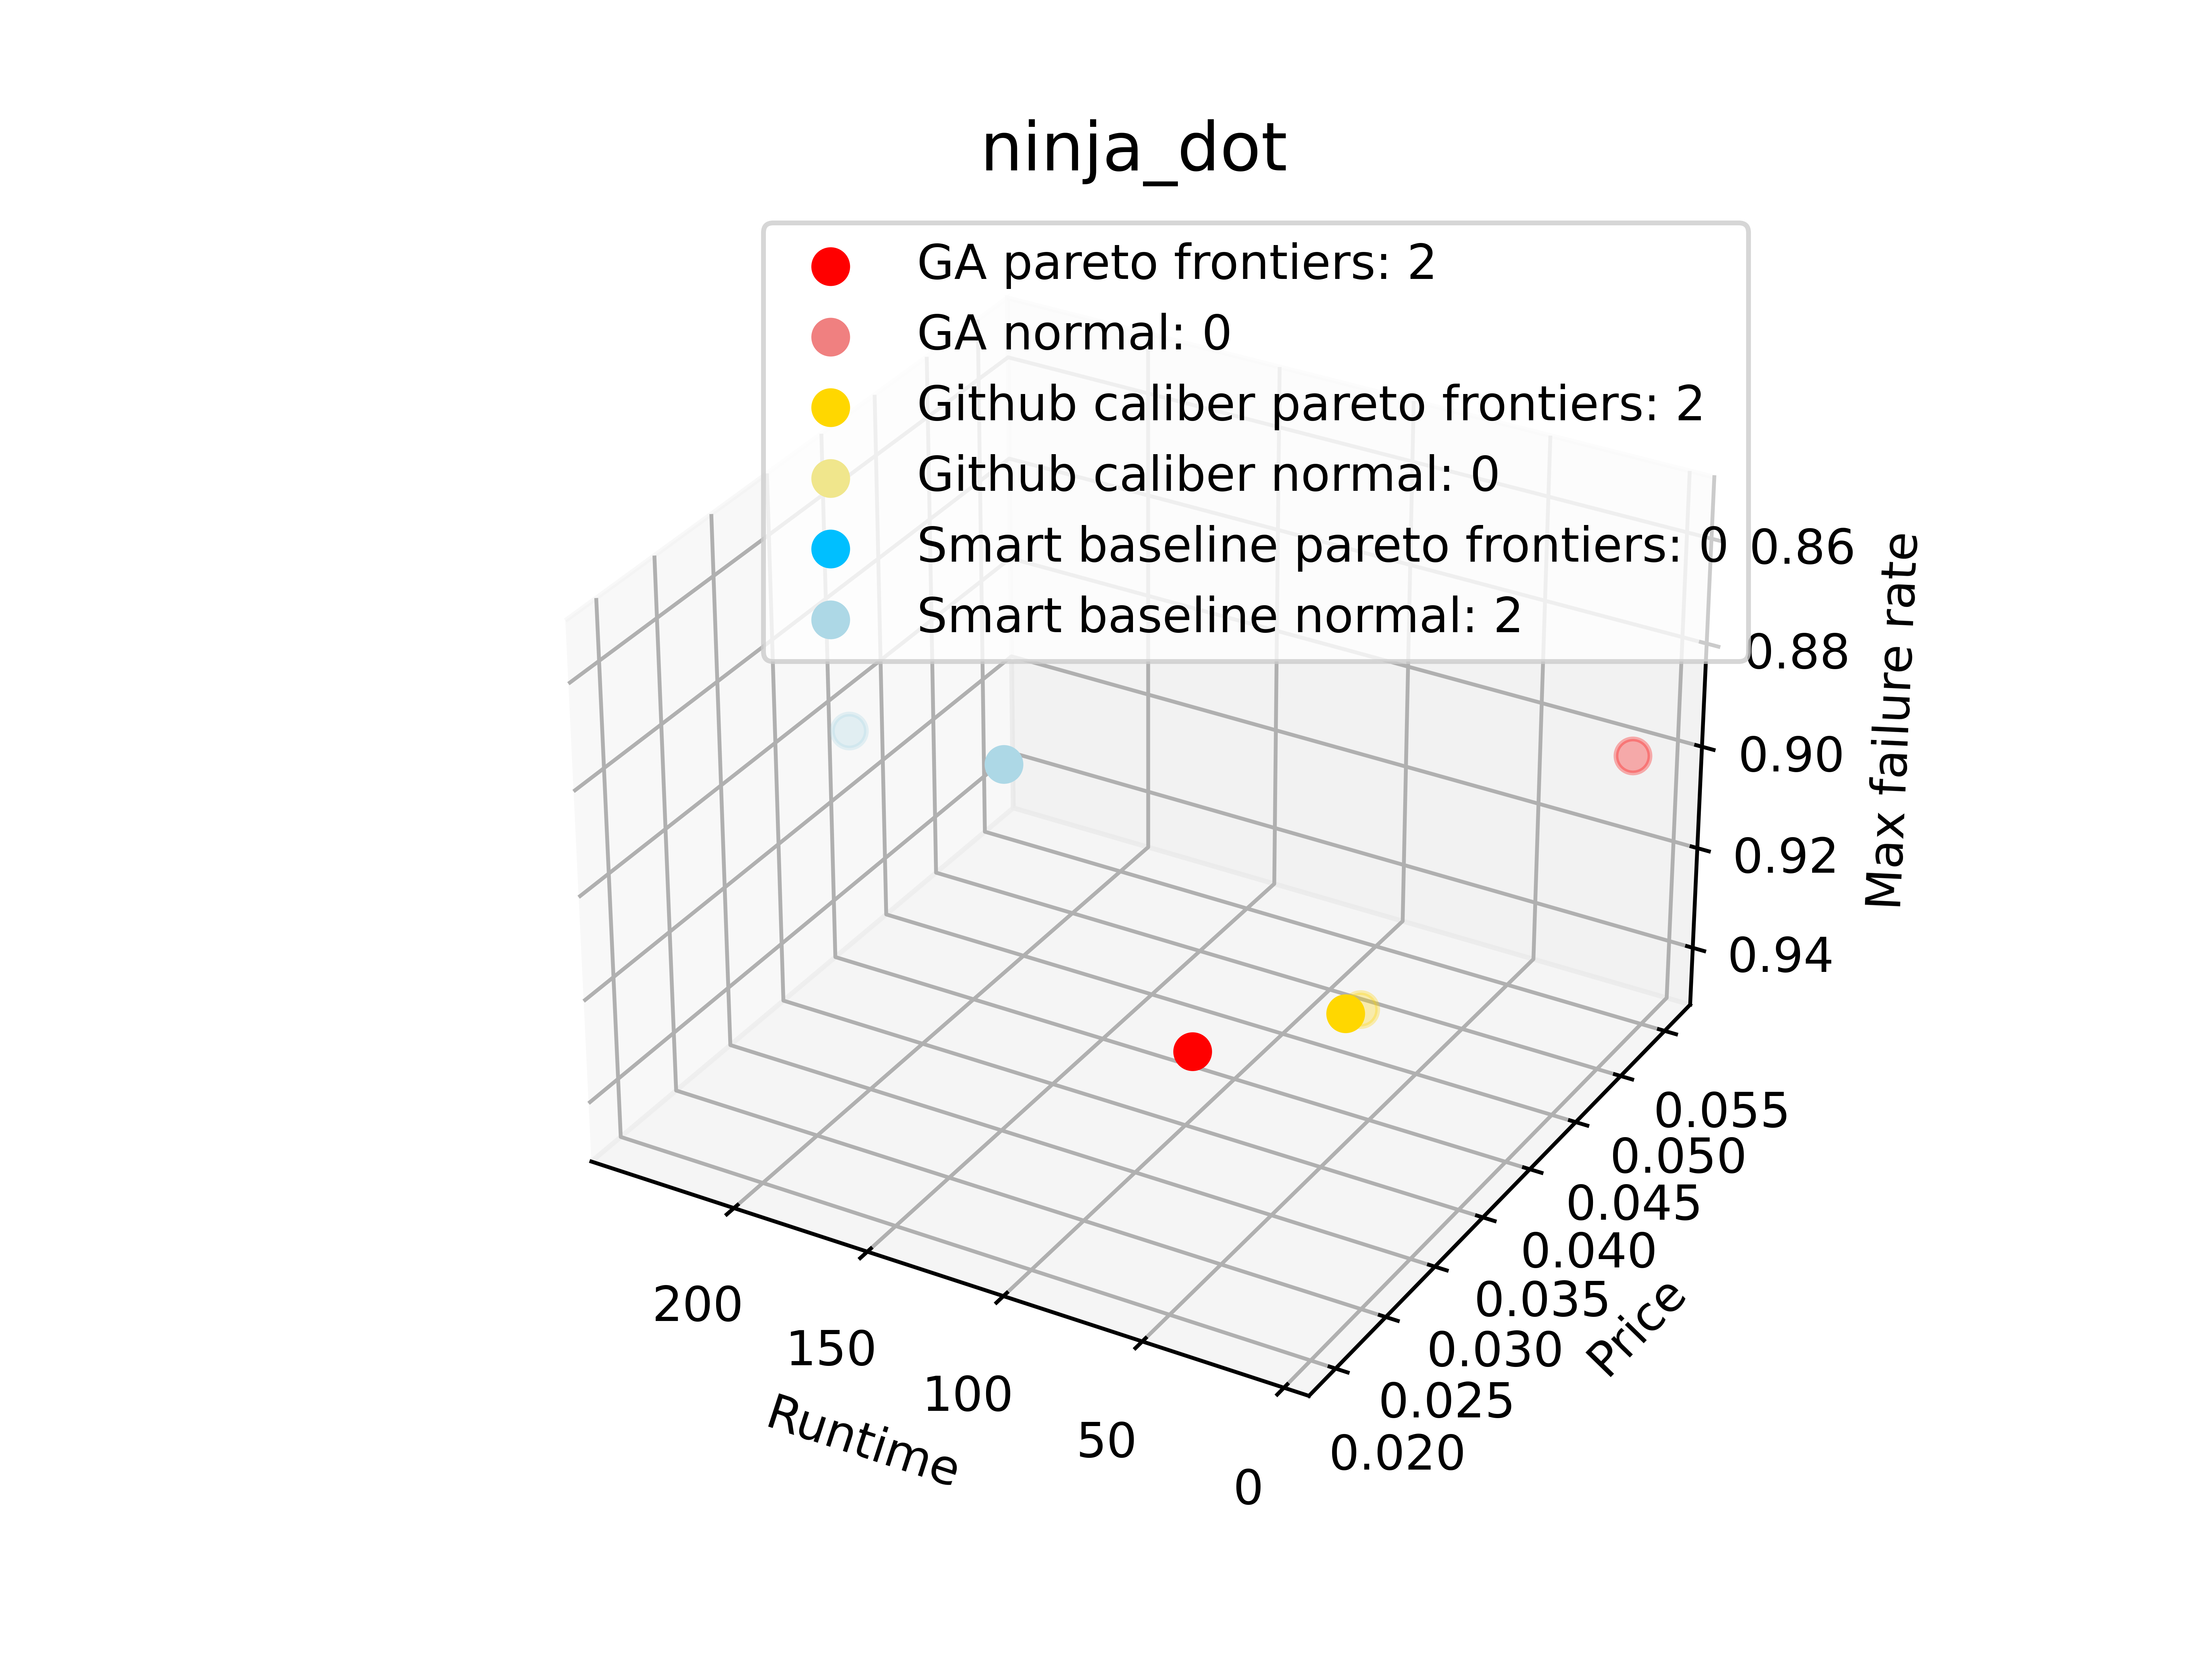 ninja_dot
GA pareto frontiers: 2
GA normal: 0
Github caliber pareto frontiers: 2
Github caliber normal: 0
Smart baseline pareto frontiers: 0
Smart baseline normal: 2
0.86
0.88
0.90
0.92
0.94
Max failure rate
0.055
0.050
0.045
0.040
0.035
0.030
0.025
0.020
Price
200
150
100
50
0
Runtime